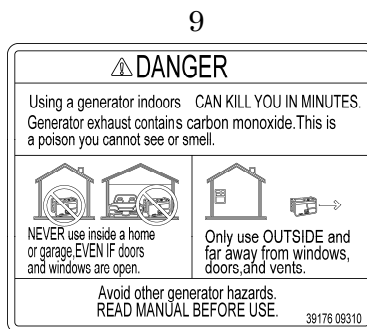 9
⚠DANGER
Using a generator indoors CAN KILL YOU IN MINUTES.
Generator exhaust contains carbon monoxide.This is
a poison you cannot see or smell.
NEVER use inside a home
or garage,EVEN IF doors
and windows are open.
Only use OUTSIDE and
far away from windows,
doors,and vents.
Avoid other generator hazards.
READ MANUAL BEFORE USE.
39176 09310